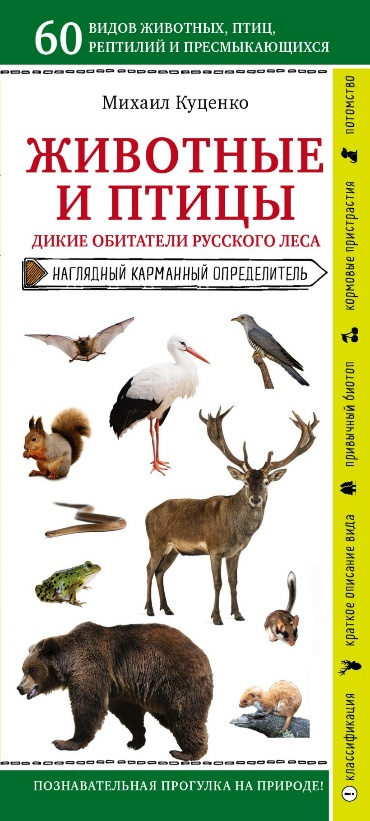 60 ВИДОВ ЖИВОТНЫХ, ПТИЦ,
РЕПТИЛИЙ И ПРЕСМЫКАЮЩИХСЯ
Михаил Куценко
ЖИВОТНЫЕ
И ПТИЦЫ
ДИКИЕ ОБИТАТЕЛИ РУССКОГО ЛЕСА
НАГЛЯДНЫЙ КАРМАННЫЙ ОПРЕДЕЛИТЕЛЬ
классификация
краткое описание вида
привычный биотоп
кормовые пристрастия
потомство
ПОЗНАВАТЕЛЬНАЯ ПРОГУЛКА НА ПРИРОДЕ!